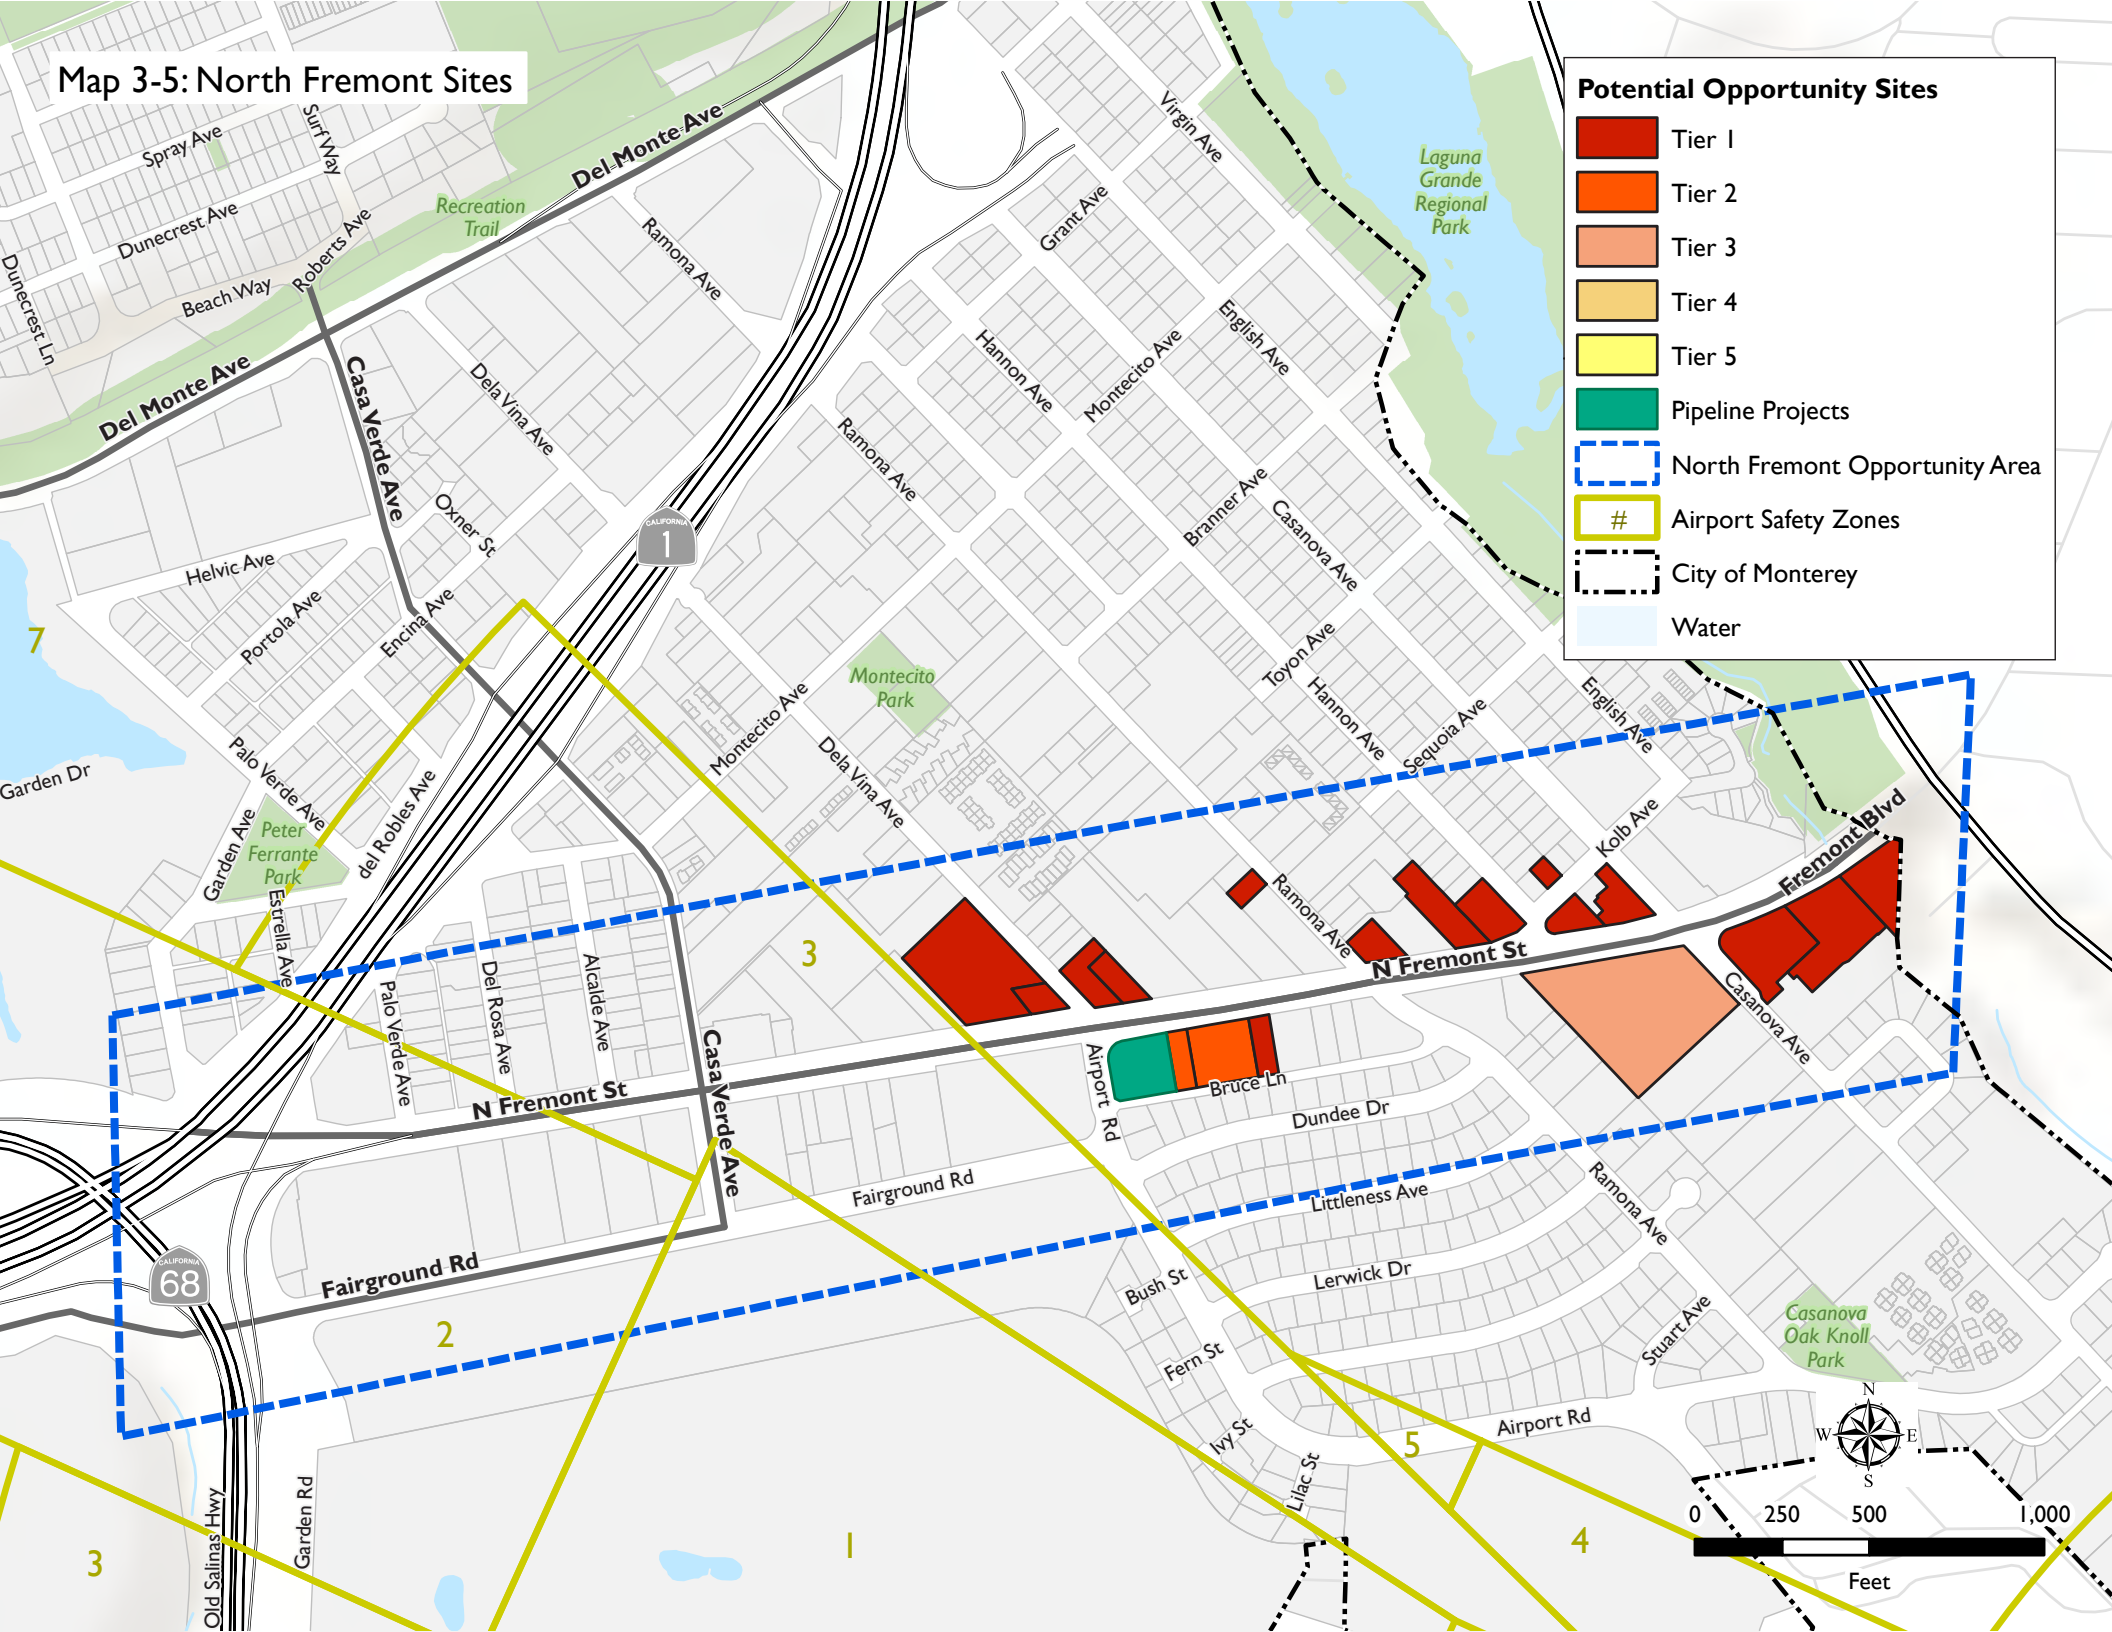 Map 3-5: North Fremont Sites
Potential Opportunity Sites
Tier 1
Tier 2
Tier 3
Tier 4
Tier 5
Pipeline Projects
North Fremont Opportunity Area
#
Airport Safety Zones
City of Monterey
Water
Spray Ave
Surf Way
Dunecrest Ave
Roberts Ave
Beach Way
Dunecrest Ln
Recreation
Trail
Del Monte Ave
Del Monte Ave
Virgin Ave
Laguna
Grande
Regional
Park
Grant Ave
Ramona Ave
English Ave
Montecito Ave
Hannon Ave
Casa Verde Ave
Dela Vina Ave
Ramona Ave
Oxner St
CALIFORNIA
1
Branner Ave
Casanova Ave
Helvic Ave
Portola Ave
Encina Ave
7
Toyon Ave
Hannon Ave
Sequoia Ave
English Ave
Montecito
Park
Montecito Ave
Dela Vina Ave
Palo Verde Ave
Garden Dr
del Robles Ave
Garden Ave
Peter
Ferrante
Park
Estrella Ave
Kolb Ave
Fremont Blvd
Ramona Ave
N Fremont St
3
Palo Verde Ave
Del Rosa Ave
Alcalde Ave
Casa Verde Ave
Casanova Ave
Airport Rd
Bruce Ln
Dundee Dr
N Fremont St
Fairground Rd
Littleness Ave
Ramona Ave
Lerwick Dr
Bush St
CALIFORNIA
68
Fairground Rd
2
Fern St
Stuart Ave
Casanova
Oak Knoll
Park
Ivy St
Airport Rd
5
Lilac St
Old Salinas Hwy
Garden Rd
3
1
4
N
W
E
S
0
250
500
1,000
Feet